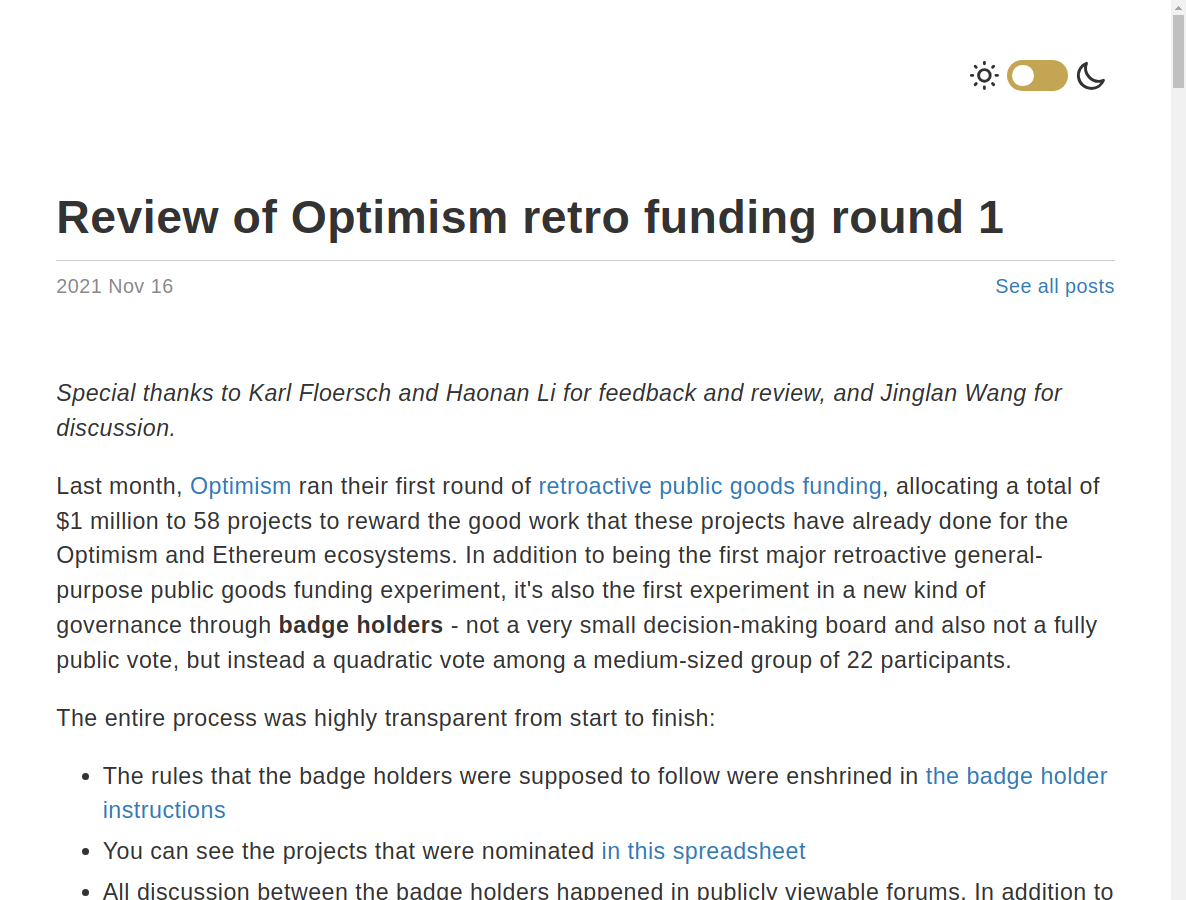 Review of Optimism retro funding round 1
2021 Nov 16
See all posts
Special thanks to Karl Floersch and Haonan Li for feedback and review, and Jinglan Wang for
discussion.
Last month, Optimism ran their first round of retroactive public goods funding, allocating a total of
$1 million to 58 projects to reward the good work that these projects have already done for the
Optimism and Ethereum ecosystems. In addition to being the first major retroactive general-
purpose public goods funding experiment, it's also the first experiment in a new kind of
governance through badge holders - not a very small decision-making board and also not a fully
public vote, but instead a quadratic vote among a medium-sized group of 22 participants.
The entire process was highly transparent from start to finish:
The rules that the badge holders were supposed to follow were enshrined in the badge holder
instructions
You can see the projects that were nominated in this spreadsheet
All discussion between the badge holders happened in publicly viewable forums. In addition to